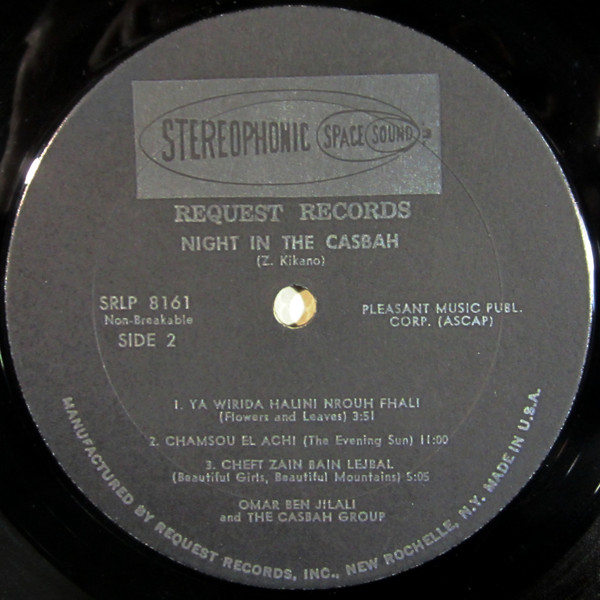 STEREOPHONIC SPACE SOUND
REQUEST RECORDS
NIGHT IN THE CASBAH
(Z. Kikano)
SRLP 8161
Non-Breakable
SIDE 2
PLEASANT MUSIC PUBL.
CORP. (ASCAP)
1. YA WIRIDA HALINI NROUH FHALI
(Flowers and Leaves) 3:51
2. CHAMSOU EL ACHI (The Evening Sun) 11:00
3. CHEFT ZAIN BAIN LEJBAL
(Beautiful Girls, Beautiful Mountains) 5:05
OMAR BEN JILALI
and THE CASBAH GROUP
MANUFACTURED BY REQUEST RECORDS, INC., NEW ROCHELLE, N.Y. MADE IN U.S.A.